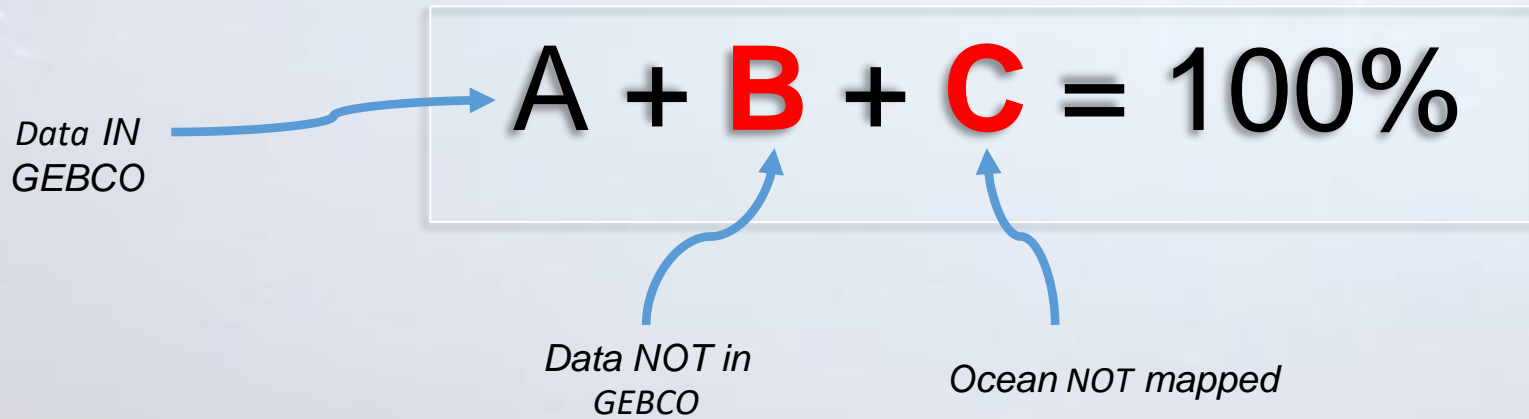 A + B + C = 100%
Data IN
GEBCO
Data NOT in
GEBCO
Ocean NOT mapped